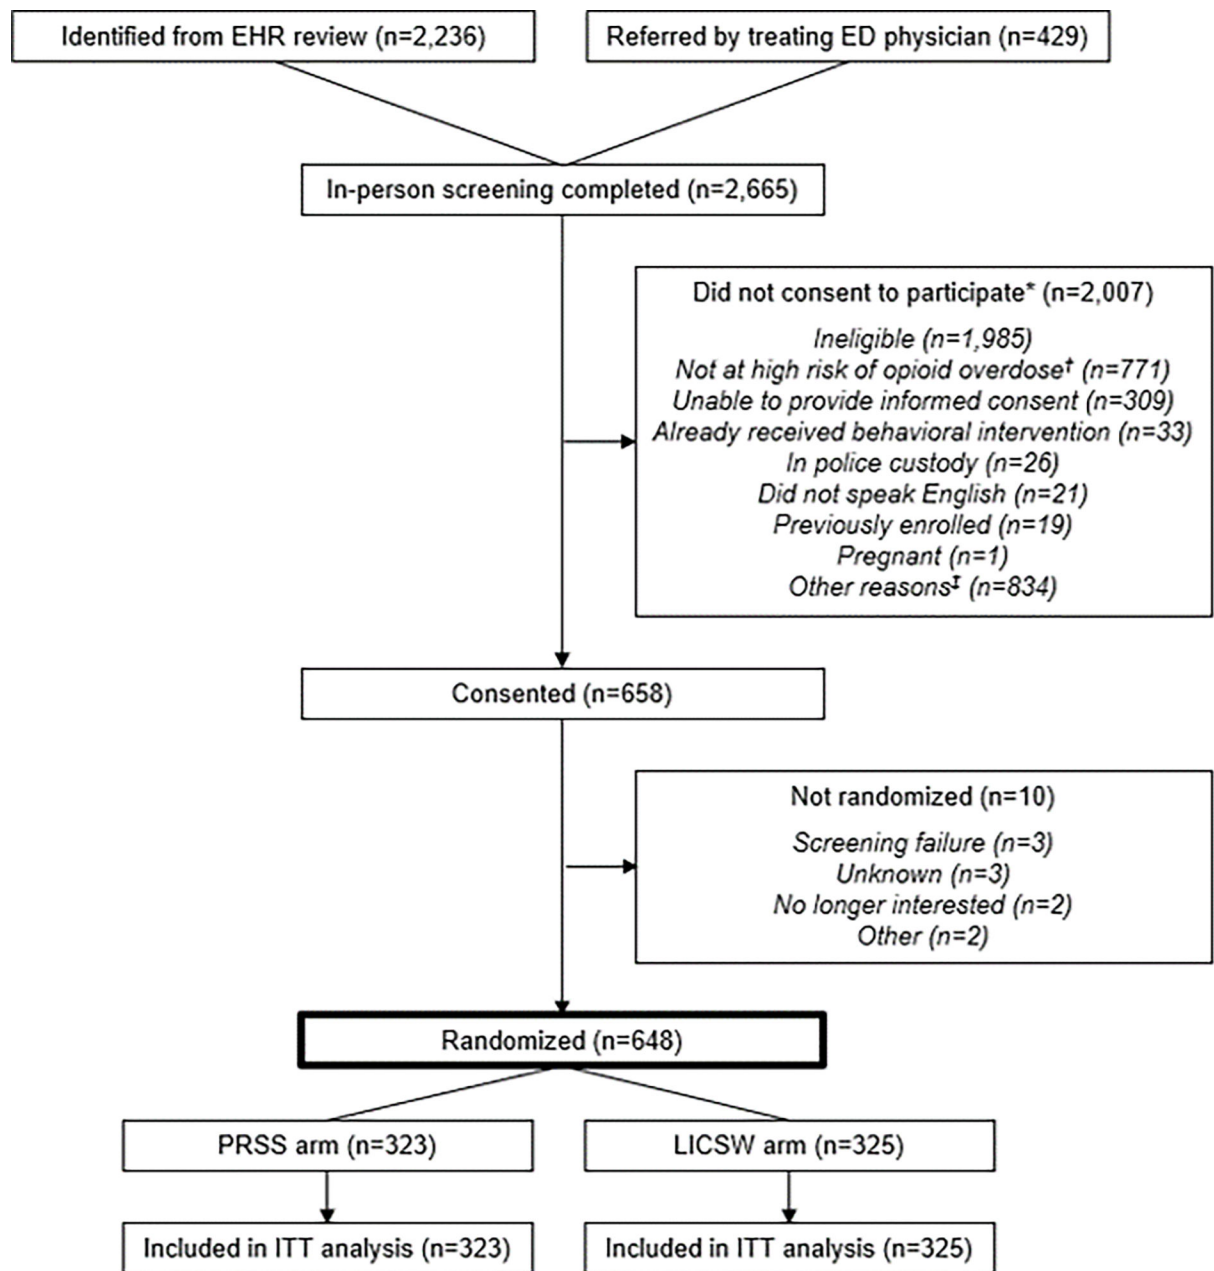 Identified from EHR review (n=2,236)
Referred by treating ED physician (n=429)
In-person screening completed (n=2,665)
Did not consent to participate* (n=2,007)
Ineligible (n=1,985)
Not at high risk of opioid overdose† (n=771)
Unable to provide informed consent (n=309)
Already received behavioral intervention (n=33)
In police custody (n=26)
Did not speak English (n=21)
Previously enrolled (n=19)
Pregnant (n=1)
Other reasons‡ (n=834)
Consented (n=658)
Not randomized (n=10)
Screening failure (n=3)
Unknown (n=3)
No longer interested (n=2)
Other (n=2)
Randomized (n=648)
PRSS arm (n=323)
LICSW arm (n=325)
Included in ITT analysis (n=323)
Included in ITT analysis (n=325)